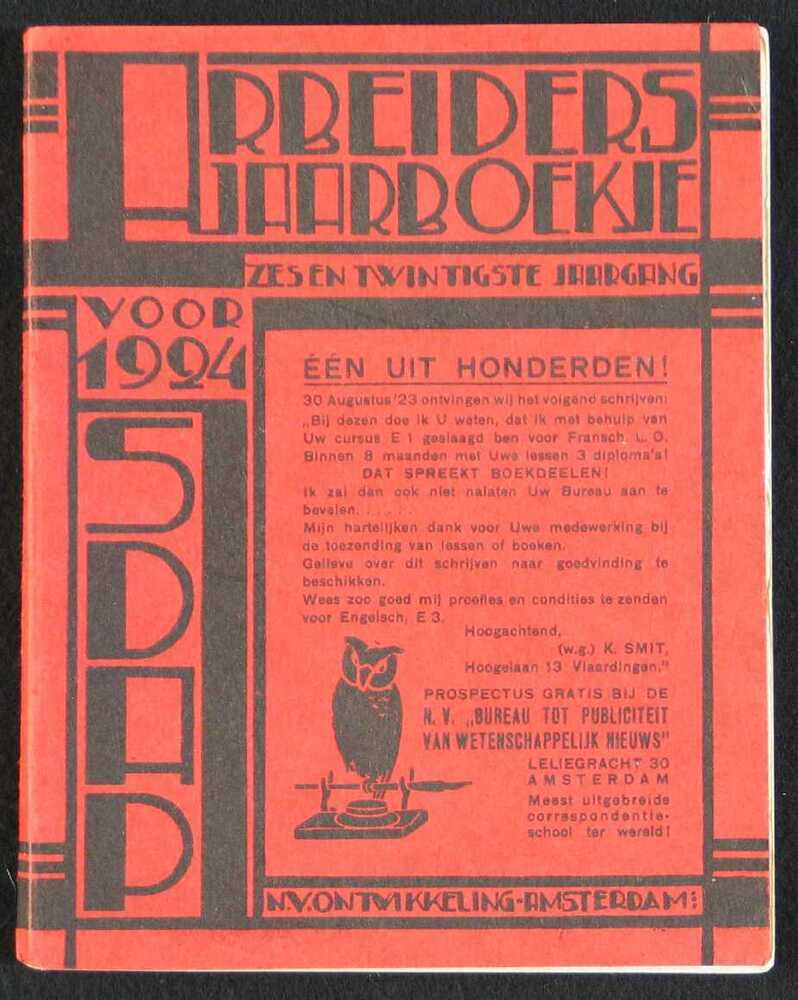 ARBEIDERS
JAARBOEKJE
ZES EN TWINTIGSTE JAARGANG
VOOR
1924
SDAP
ÉÉN UIT HONDERDEN!
30 Augustus '23 ontvingen wij het volgend schrijven:
„Bij dezen doe ik U weten, dat ik met behulp van
Uw cursus E 1 geslaagd ben voor Fransch, L. O.
Binnen 8 maanden met Uwe lessen 3 diploma's!
DAT SPREEKT BOEKDEELEN!
Ik zal dan ook niet nalaten Uw Bureau aan te
bevelen. . . . . .
Mijn hartelijken dank voor Uwe medewerking bij
de toezending van lessen of boeken.
Gelieve over dit schrijven naar goedvinding te
beschikken.
Wees zoo goed mij proefles en condities te zenden
voor Engelsch, E 3.
Hoogachtend,
(w.g.) K. SMIT,
Hoogelaan 13 Vlaardingen."
PROSPECTUS GRATIS BIJ DE
N. V. „BUREAU TOT PUBLICITEIT
VAN WETENSCHAPPELIJK NIEUWS"
LELIEGRACHT 30
AMSTERDAM
Meest uitgebreide
correspondentie-
school ter wereld!
N.V. ONTWIKKELING-AMSTERDAM: